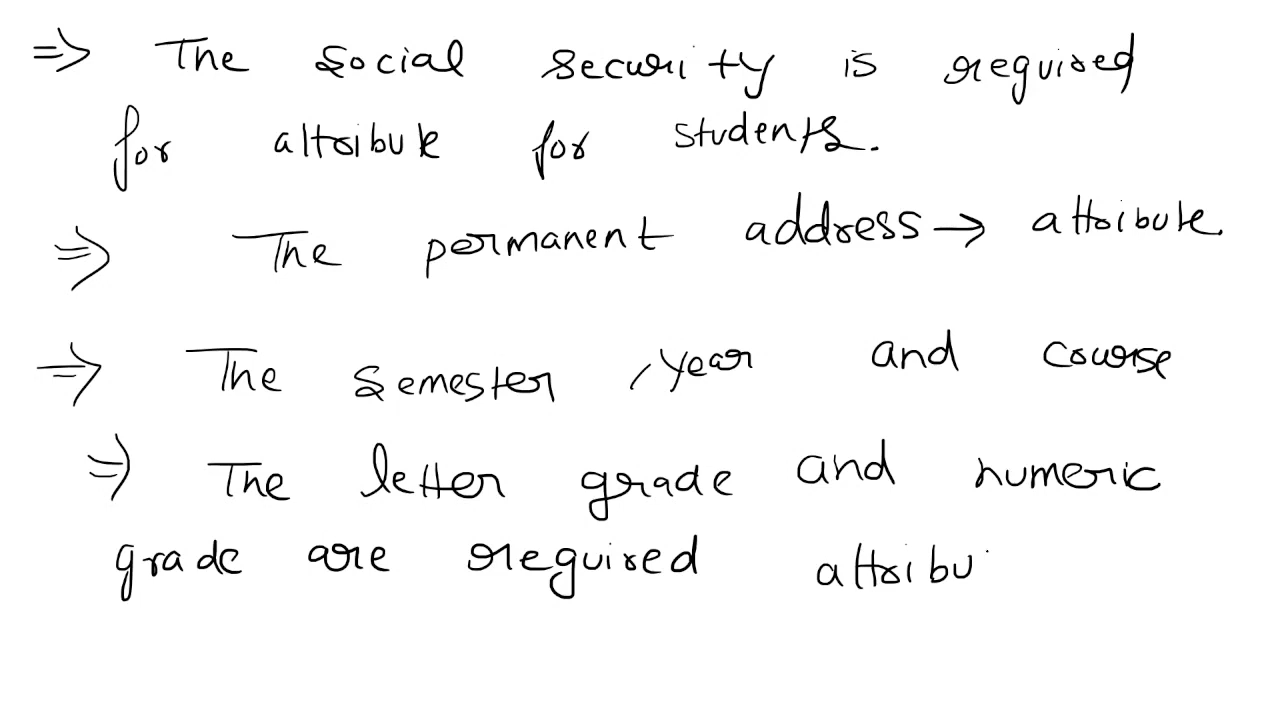 ⇒ The social security is required
for attribute for students.
⇒ The permanent address → attribute
⇒ The semester, year and course
⇒ The letter grade and numeric
grade are required attribu